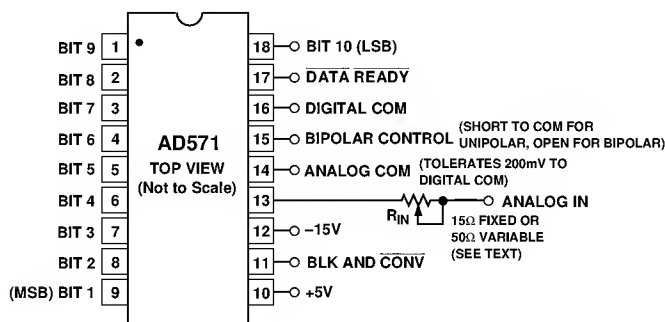 BIT 9 1
18 BIT 10 (LSB)
BIT 8 2
17 DATA READY
BIT 7 3
16 DIGITAL COM
BIT 6 4
15 BIPOLAR CONTROL (SHORT TO COM FOR
UNIPOLAR, OPEN FOR BIPOLAR)
AD571
TOP VIEW
(Not to Scale)
BIT 5 5
14 ANALOG COM (TOLERATES 200mV TO
DIGITAL COM)
BIT 4 6
13
RIN
ANALOG IN
15Ω FIXED OR
50Ω VARIABLE
(SEE TEXT)
BIT 3 7
12 –15V
BIT 2 8
11 BLK AND CONV
(MSB) BIT 1 9
10 +5V